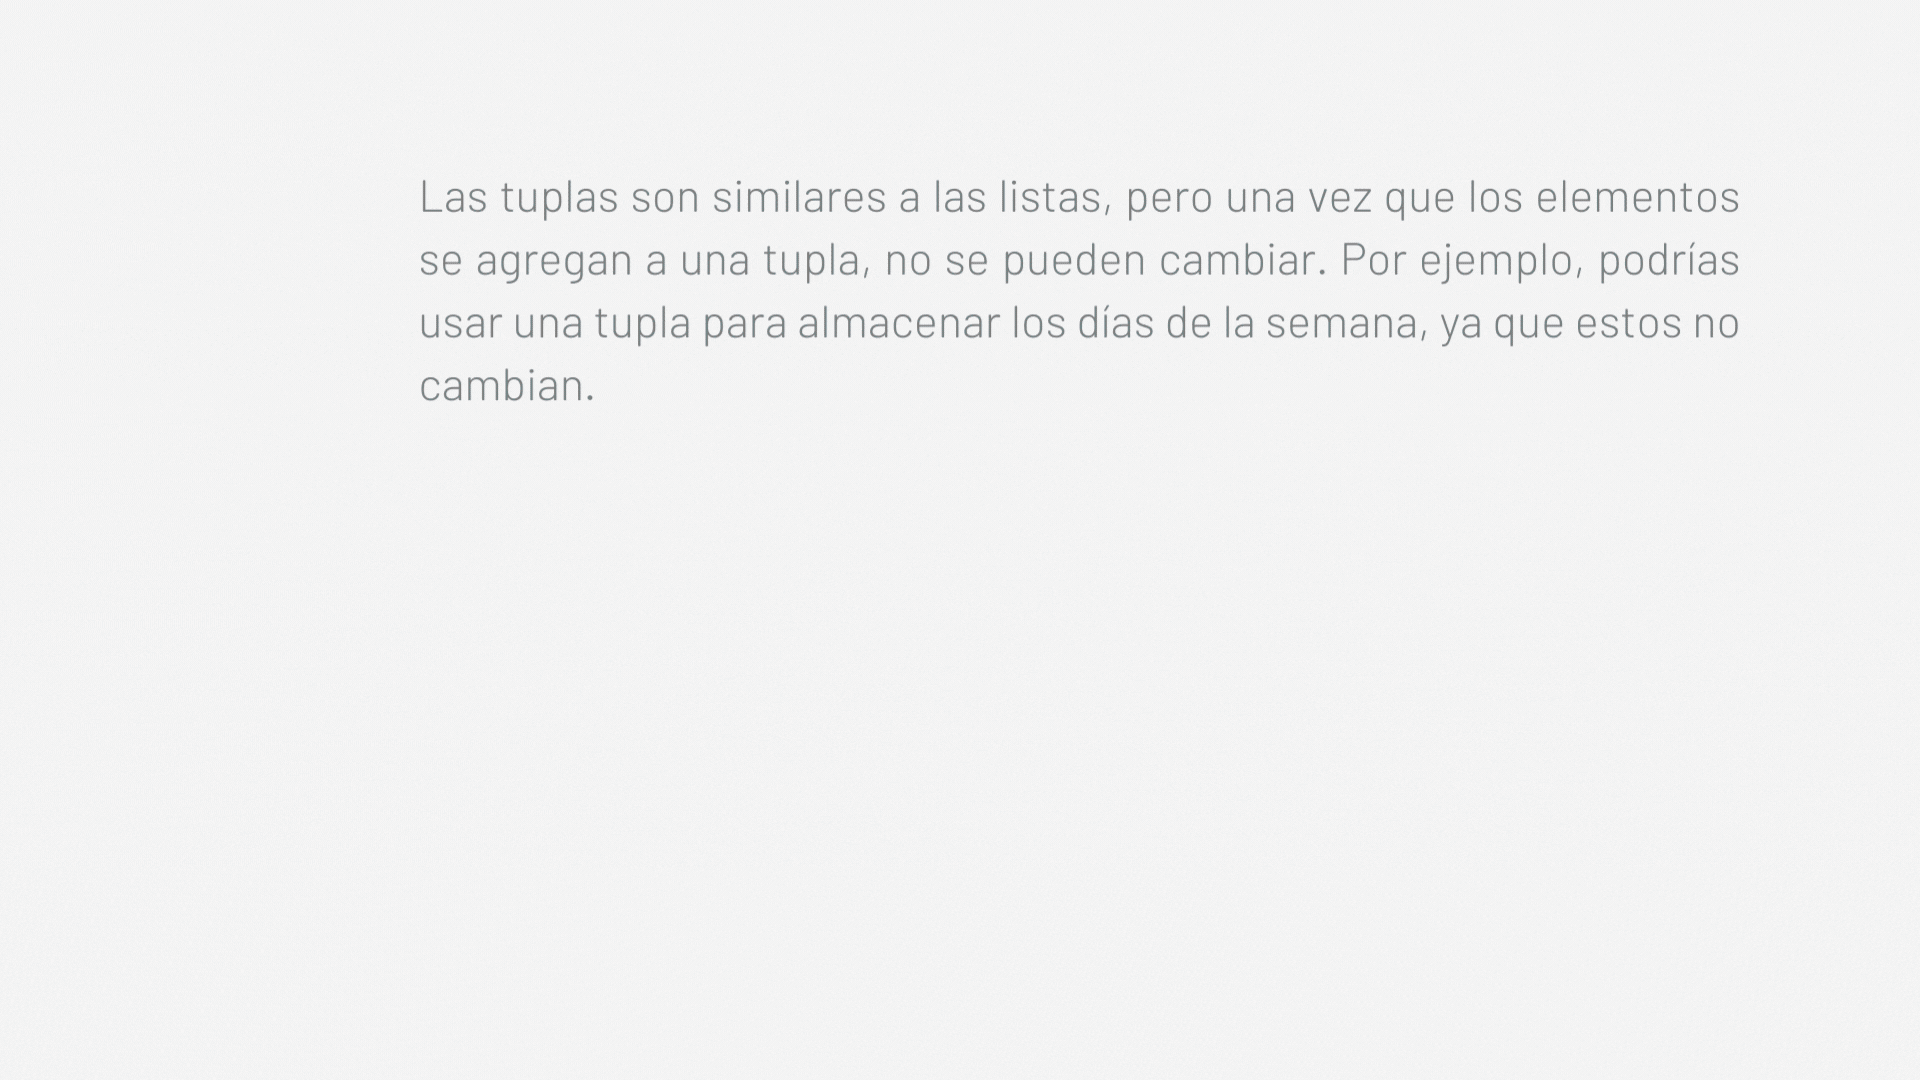 Las tuplas son similares a las listas, pero una vez que los elementos
se agregan a una tupla, no se pueden cambiar. Por ejemplo, podrías
usar una tupla para almacenar los días de la semana, ya que estos no
cambian.